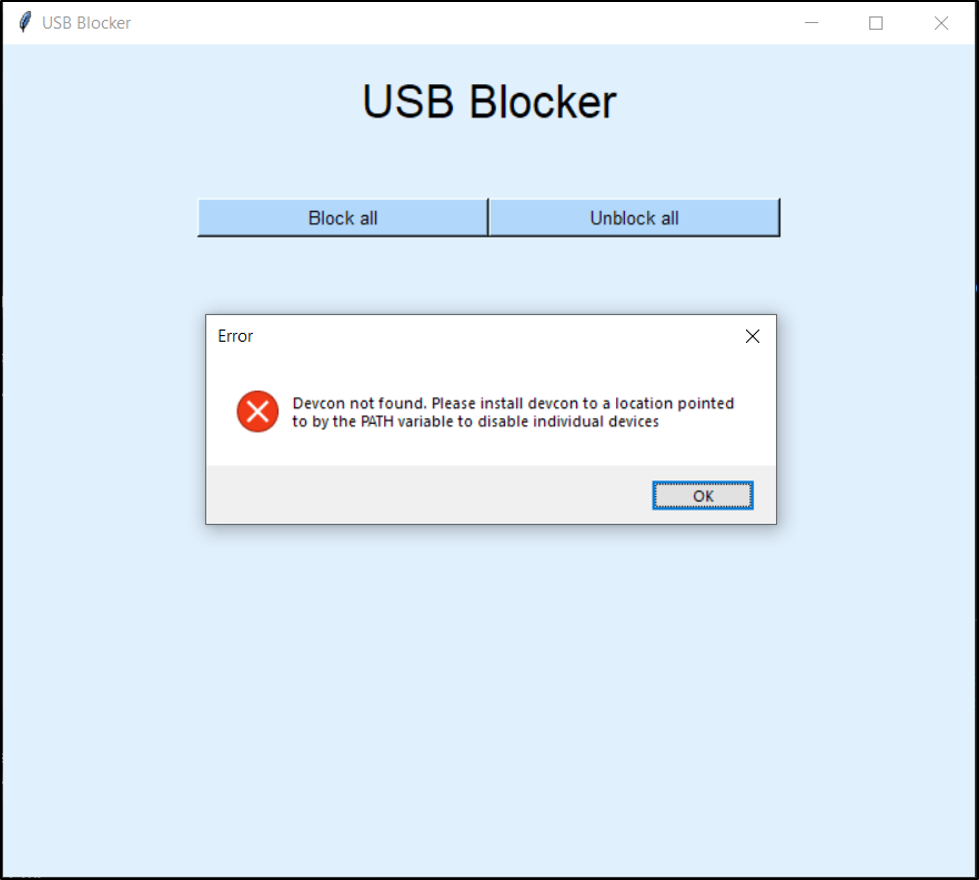 USB Blocker
USB Blocker
Block all
Unblock all
Error
Devcon not found. Please install devcon to a location pointed
to by the PATH variable to disable individual devices
OK